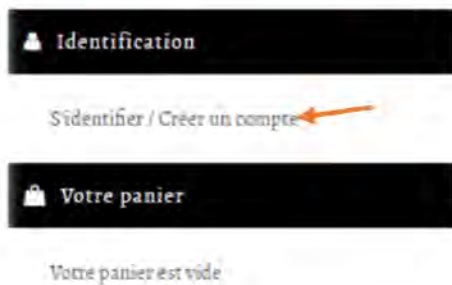 Identification
S'identifier / Créer un compte
Votre panier
Votre panier est vide